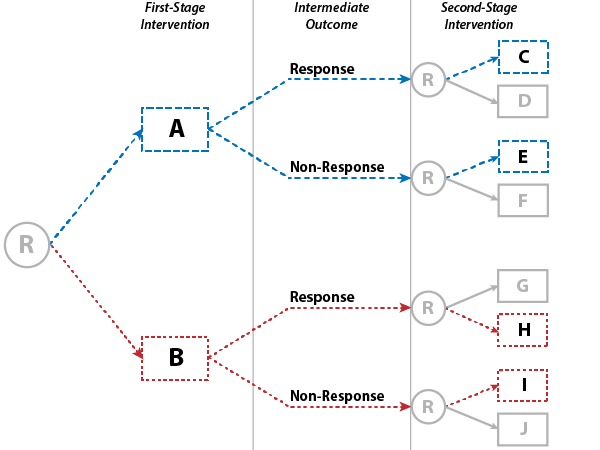 First-Stage
Intervention
Intermediate
Outcome
Second-Stage
Intervention
Response
R
C
D
A
Non-Response
R
E
F
R
Response
R
G
H
B
Non-Response
R
I
J